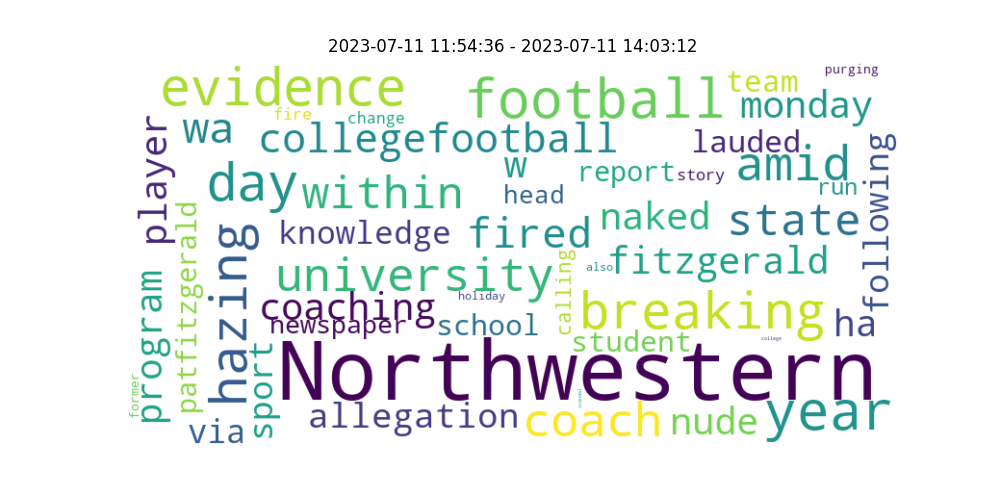 2023-07-11 11:54:36 - 2023-07-11 14:03:12
purging
evidence
football
team
monday
fire
change
wa
collegefootball
lauded
player
day
within
w
head
report
story
amid
run
following
knowledge
fired
naked
state
hazing
university
calling
also
fitzgerald
patfitzgerald
program
coaching
holiday
newspaper
school
breaking
ha
student
college
Northwestern
former
sport
via
allegation
scandal
coach
nude
year